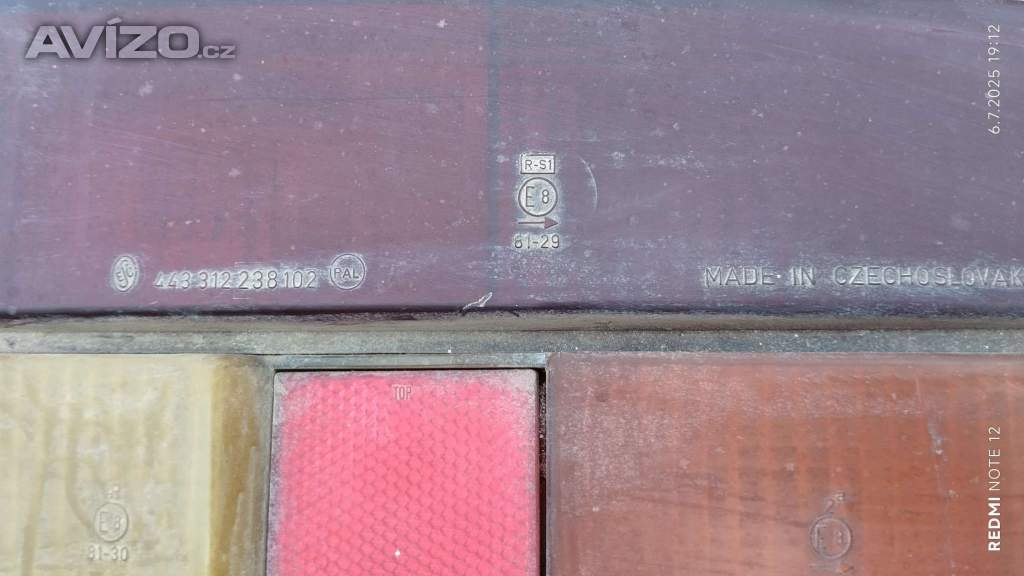 AVÍZO.cz
6.7.2025 19:12
R-S1
E8
81-29
443 312 238 102 PAL
MADE IN CZECHOSLOVAK
TOP
R
E8
81-30
2a
E8
REDMI NOTE 12